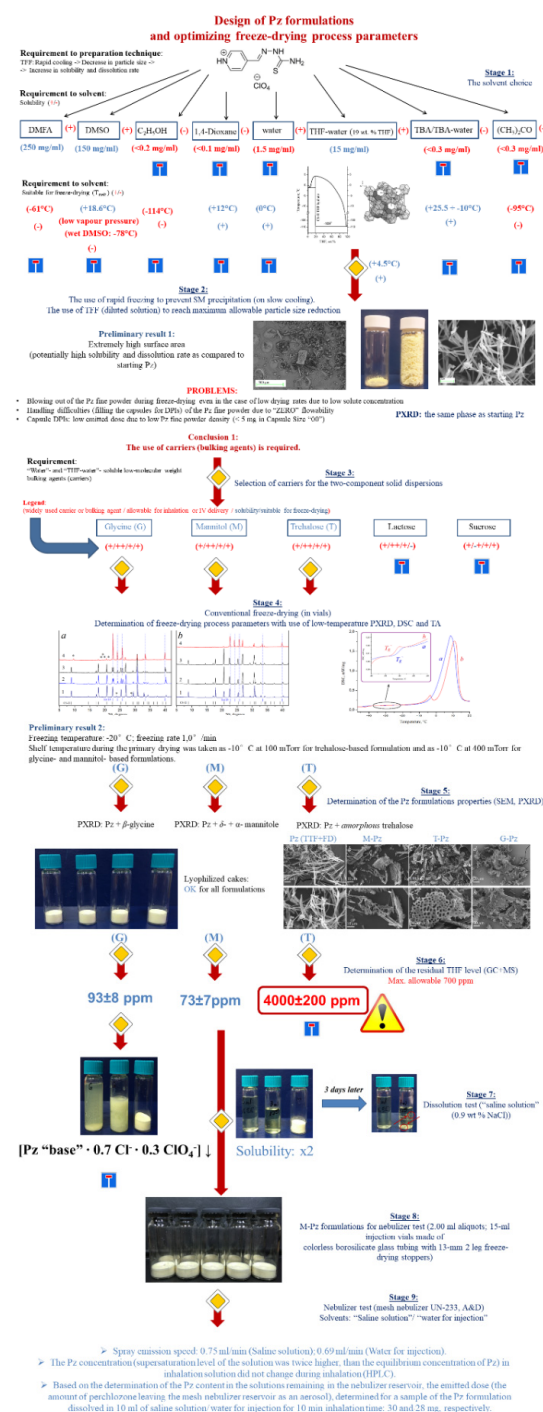 Design of Pz formulations
and optimizing freeze-drying process parameters
Requirement to preparation technique:
TFF: Rapid cooling -> Decrease in particle size ->
-> Increase in solubility and dissolution rate
Stage 1:
The solvent choice
Requirement to solvent:
Solubility (+/-)
DMFA (+) DMSO (+) C2H5OH (-) 1,4-Dioxane (-) water (+) THF-water (19 wt. % THF) (+) TBA/TBA-water (-) (CH3)2CO (-)
(250 mg/ml) (150 mg/ml) (<0.2 mg/ml) (<0.1 mg/ml) (1.5 mg/ml) (15 mg/ml) (<0.3 mg/ml) (<0.3 mg/ml)
Requirement to solvent:
Suitable for freeze-drying
(-61°C) (+18.6°C) (-114°C) (+12°C) (0°C) (+25.5 ÷ -10°C) (-95°C)
(-) (low vapour pressure) (-) (+) (+) (+) (-)
(wet DMSO: -78°C)
(-)
(+4.5°C)
(+)
Stage 2:
The use of rapid freezing to prevent SM precipitation (on slow cooling).
The use of TFF (diluted solution) to reach maximum allowable particle size reduction
Preliminary result 1:
Extremely high surface area
(potentially high solubility and dissolution rate as compared to
starting Pz)
PROBLEMS:
• Blowing out of the Pz fine powder during freeze-drying even in the case of low drying rates due to low solute concentration
• Handling difficulties (filling the capsules for DPIs) of the Pz fine powder due to "ZERO" flowability
• Capsule DPIs: low emitted dose due to low Pz fine powder density (< 5 mg in Capsule Size "00")
PXRD: the same phase as starting Pz
Conclusion 1:
The use of carriers (bulking agents) is required.
Requirement:
"Water"- and "THF-water"- soluble low-molecular weight
bulking agents (carriers)
Stage 3:
Selection of carriers for the two-component solid dispersions
Legend:
(widely used carrier or bulking agent / allowable for inhalation or IV delivery / solubility/suitable for freeze-drying)
Glycine (G) Mannitol (M) Trehalose (T) Lactose Sucrose
(+/++/+/+) (+/++/+/+) (+/++/+/+) (+/++/+/-) (+/-+/+/+)
Stage 4:
Conventional freeze-drying (in vials)
Determination of freeze-drying process parameters with use of low-temperature PXRD, DSC and TA
a b
Preliminary result 2:
Freezing temperature: -20° C; freezing rate 1,0° /min
Shelf temperature during the primary drying was taken as -10° C at 100 mTorr for trehalose-based formulation and as -10° C at 400 mTorr for
glycine- and mannitol- based formulations.
(G) (M) (T)
Stage 5:
Determination of the Pz formulations properties (SEM, PXRD)
PXRD: Pz + β-glycine PXRD: Pz + δ- + α- mannitole PXRD: Pz + amorphous trehalose
Pz (TTF+FD) M-Pz T-Pz G-Pz
Lyophilized cakes:
OK for all formulations
(G) (M) (T)
Stage 6:
Determination of the residual THF level (GC+MS)
Max. allowable 700 ppm
93±8 ppm 73±7ppm 4000±200 ppm
3 days later
Stage 7:
Dissolution test ("saline solution"
(0.9 wt % NaCl))
[Pz "base" · 0.7 Cl- · 0.3 ClO4-] ↓
Solubility: x2
Stage 8:
M-Pz formulations for nebulizer test (2.00 ml aliquots; 15-ml
injection vials made of
colorless borosilicate glass tubing with 13-mm 2 leg freeze-
drying stoppers)
Stage 9:
Nebulizer test (mesh nebulizer UN-233, A&D)
Solvents: "Saline solution"/ "water for injection"
➢ Spray emission speed: 0.75 ml/min (Saline solution); 0.69 ml/min (Water for injection).
➢ The Pz concentration (supersaturation level of the solution was twice higher, than the equilibrium concentration of Pz) in
inhalation solution did not change during inhalation (HPLC).
➢ Based on the determination of the Pz content in the solutions remaining in the nebulizer reservoir, the emitted dose (the
amount of perchlozone leaving the mesh nebulizer reservoir as an aerosol), determined for a sample of the Pz formulation
dissolved in 10 ml of saline solution/ water for injection for 10 min inhalation time: 30 and 28 mg, respectively.